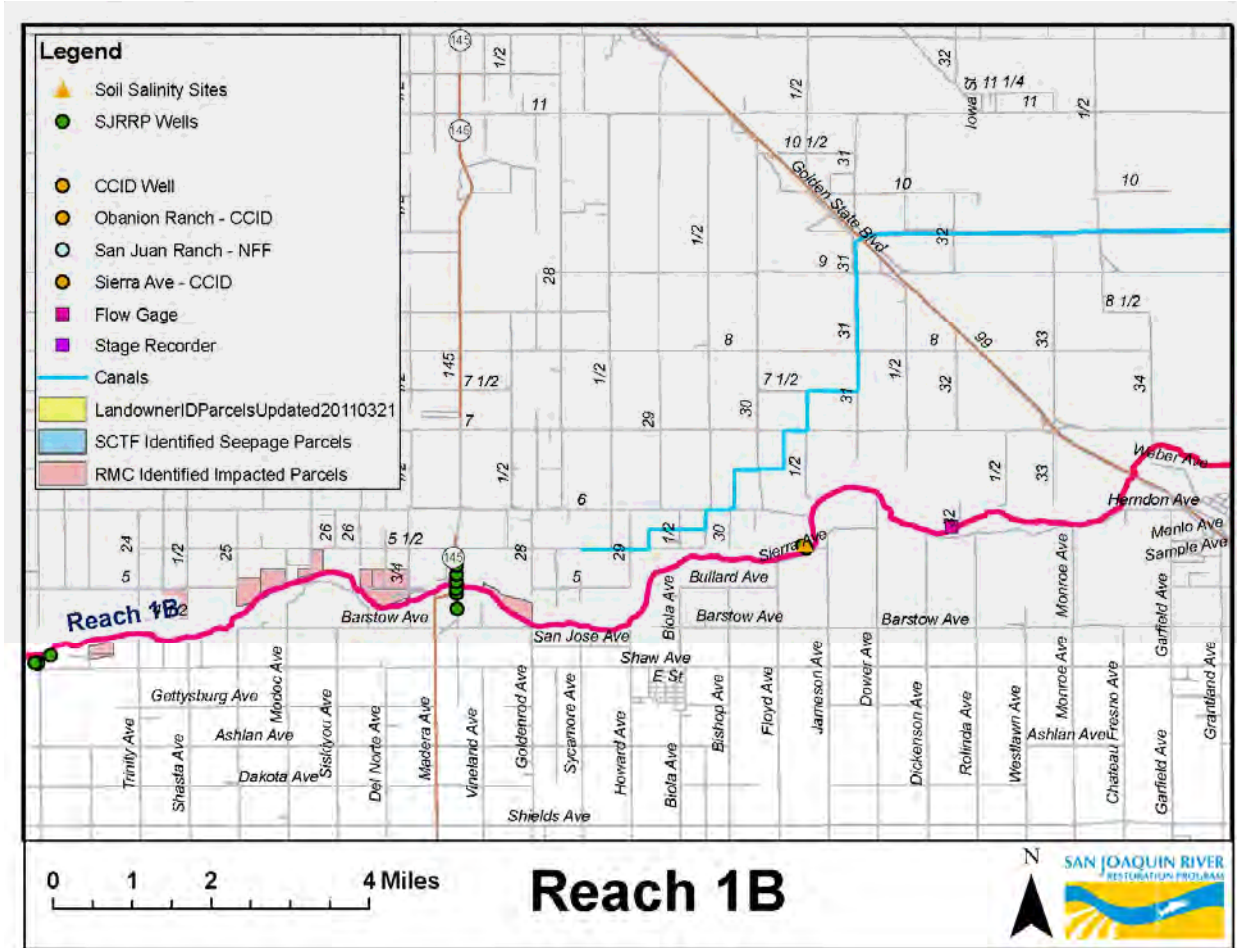 Legend
Soil Salinity Sites
SJRRP Wells
CCID Well
Obanion Ranch - CCID
San Juan Ranch - NFF
Sierra Ave - CCID
Flow Gage
Stage Recorder
Canals
LandownerIDParcelsUpdated20110321
SCTF Identified Seepage Parcels
RMC Identified Impacted Parcels
145
1/2
1/2
32
Iowa St
11 1/4
11
11
1/2
145
10 1/2
31
Golden State Blvd
10
10
1/2
32
9
31
28
8 1/2
31
8
8
99
33
145
7 1/2
1/2
7 1/2
31
1/2
32
34
7
29
30
1/2
1/2
1/2
33
Weber Ave
6
Herndon Ave
24
1/2
25
26
26
5 1/2
145
28
29
1/2
30
Sierra Ave
32
Menlo Ave
Sample Ave
5
3/4
5
Bullard Ave
Reach 1B
Barstow Ave
San Jose Ave
Biola Ave
Barstow Ave
Barstow Ave
Monroe Ave
Garfield Ave
Shaw Ave
E St
Gettysburg Ave
Modoc Ave
Ashlan Ave
Dakota Ave
Trinity Ave
Shasta Ave
Siskiyou Ave
Del Norte Ave
Madera Ave
Vineland Ave
Goldenrod Ave
Sycamore Ave
Howard Ave
Biola Ave
Bishop Ave
Floyd Ave
Jameson Ave
Dower Ave
Dickenson Ave
Rolinda Ave
Westlawn Ave
Monroe Ave
Ashlan Ave
Chateau Fresno Ave
Garfield Ave
Grantland Ave
Shields Ave
0 1 2 4 Miles
Reach 1B
N
SAN JOAQUIN RIVER
RESTORATION PROGRAM